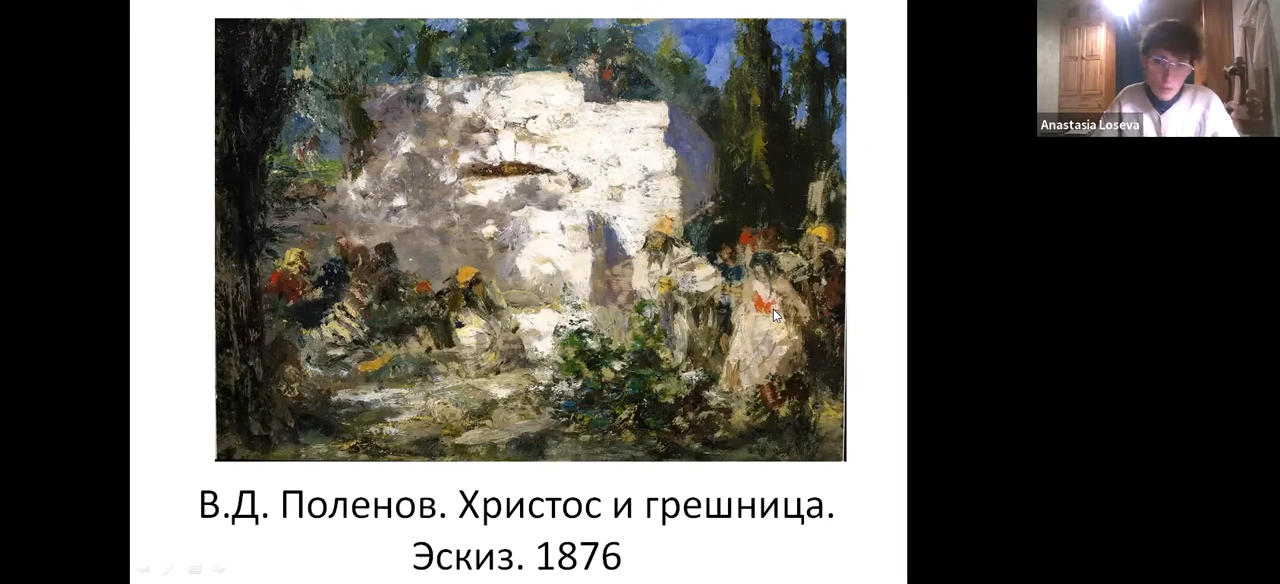 Anastasia Loseva
В.Д. Поленов. Христос и грешница.
Эскиз. 1876